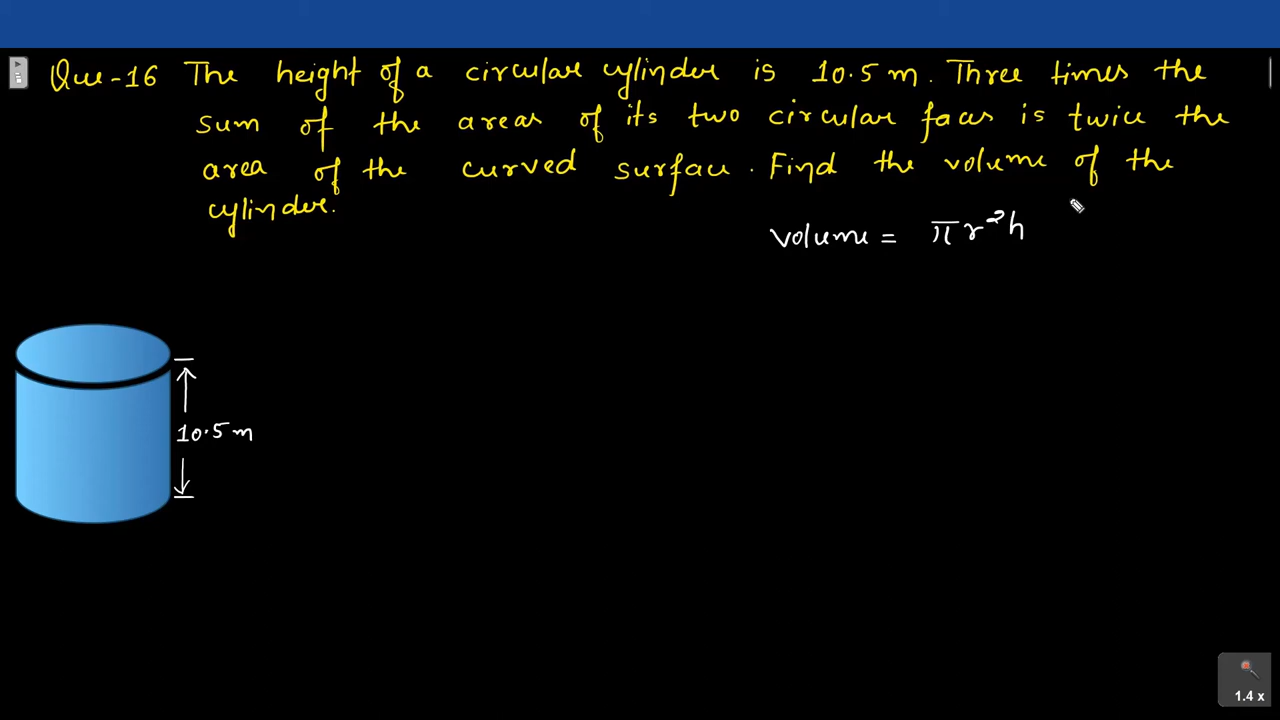 Que-16 The height of a circular cylinder is 10.5 m. Three times the
sum of the areas of its two circular faces is twice the
area of the curved surface. Find the volume of the
cylinder.
Volume = πr²h
10.5 m
1.4 x